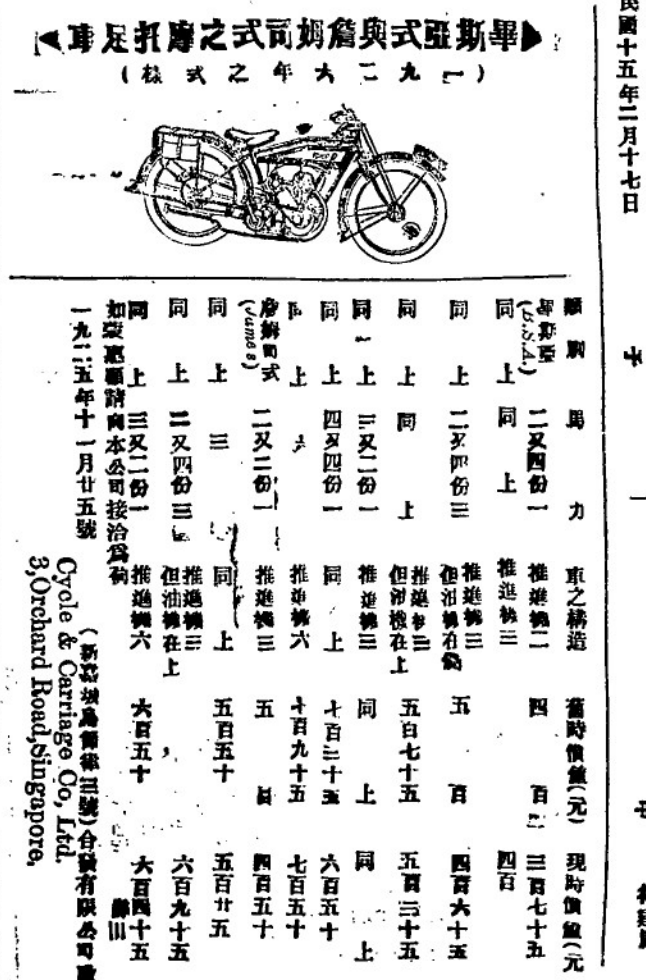 民國十五年二月十七日
畢斯亞式與詹姆司式之摩托足車
(一九二六年之式樣)
類別 馬力 車之構造 舊時價銀(元) 現時價銀(元
畢斯亞 (B.S.A.) 二又四份一 推進機二 四百 三百七十五
同上 同上 推進機三 四百
同上 二又四份三 推進機三 但油機在 五百 四百六十五
同上 同上 推進機三 但油機在上 五百七十五 五百三十五
同上 三又二份一 推進機三 同上 同上
同上 四又四份一 同上 七百二十五 六百五十
上 推進機六 七百九十五 七百五十
詹姆司式 (James) 二又二份一 推進機三 五百 四百五十
同上 三 同上 五百五十 五百廿五
同上 二又四份三 推進機三 但油機在上 六百九十五
同上 三又二份一 推進機六 六百五十 六百四十五
如蒙惠顧請向本公司接洽為荷
一九二五年十一月廿五號
(新嘉坡烏節律三號)合發有限公司啟
Cycle & Carriage Co, Ltd.
3,Orchard Road,Singapore.